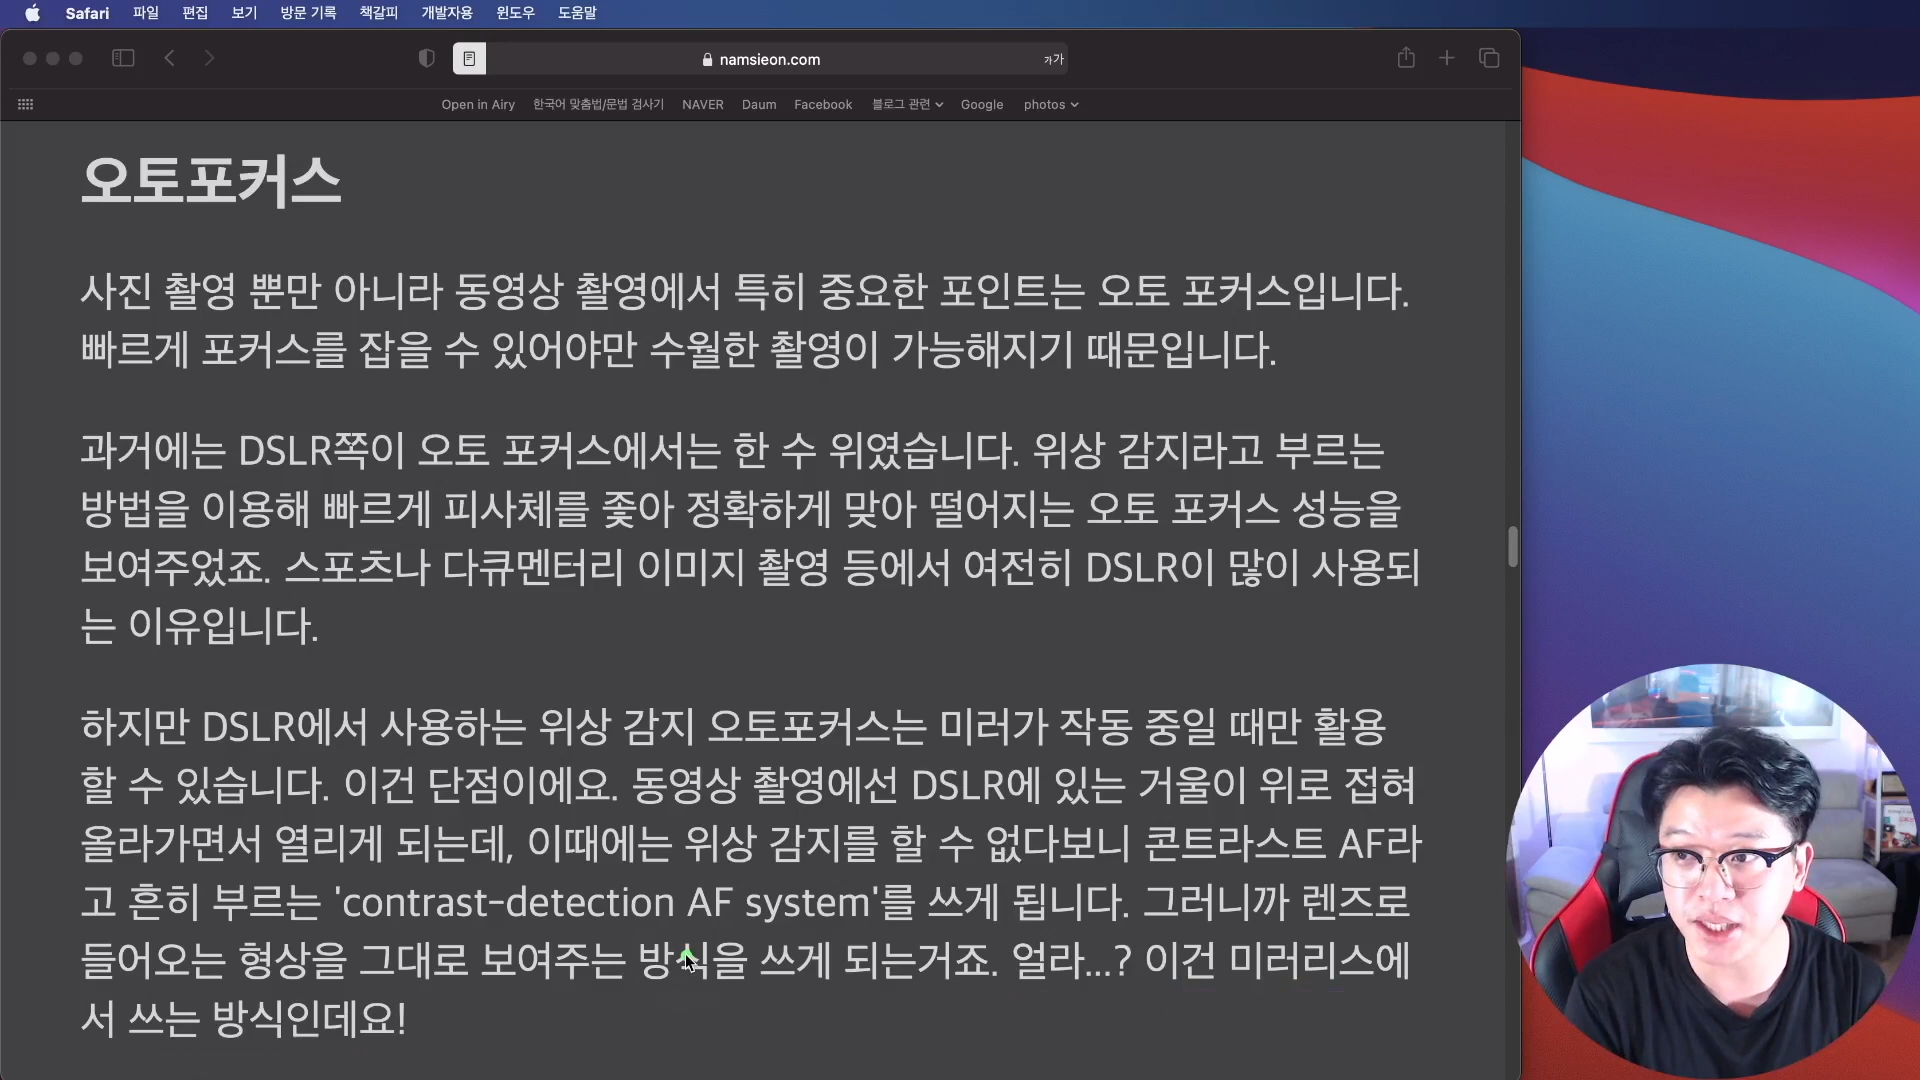 Safari 파일 편집 보기 방문 기록 책갈피 개발자용 윈도우 도움말
namsieon.com 가가
Open in Airy 한국어 맞춤법/문법 검사기 NAVER Daum Facebook 블로그 관련 Google photos
오토포커스
사진 촬영 뿐만 아니라 동영상 촬영에서 특히 중요한 포인트는 오토 포커스입니다.
빠르게 포커스를 잡을 수 있어야만 수월한 촬영이 가능해지기 때문입니다.
과거에는 DSLR쪽이 오토 포커스에서는 한 수 위였습니다. 위상 감지라고 부르는
방법을 이용해 빠르게 피사체를 좇아 정확하게 맞아 떨어지는 오토 포커스 성능을
보여주었죠. 스포츠나 다큐멘터리 이미지 촬영 등에서 여전히 DSLR이 많이 사용되
는 이유입니다.
하지만 DSLR에서 사용하는 위상 감지 오토포커스는 미러가 작동 중일 때만 활용
할 수 있습니다. 이건 단점이에요. 동영상 촬영에선 DSLR에 있는 거울이 위로 접혀
올라가면서 열리게 되는데, 이때에는 위상 감지를 할 수 없다보니 콘트라스트 AF라
고 흔히 부르는 'contrast-detection AF system'를 쓰게 됩니다. 그러니까 렌즈로
들어오는 형상을 그대로 보여주는 방식을 쓰게 되는거죠. 얼라...? 이건 미러리스에
서 쓰는 방식인데요!